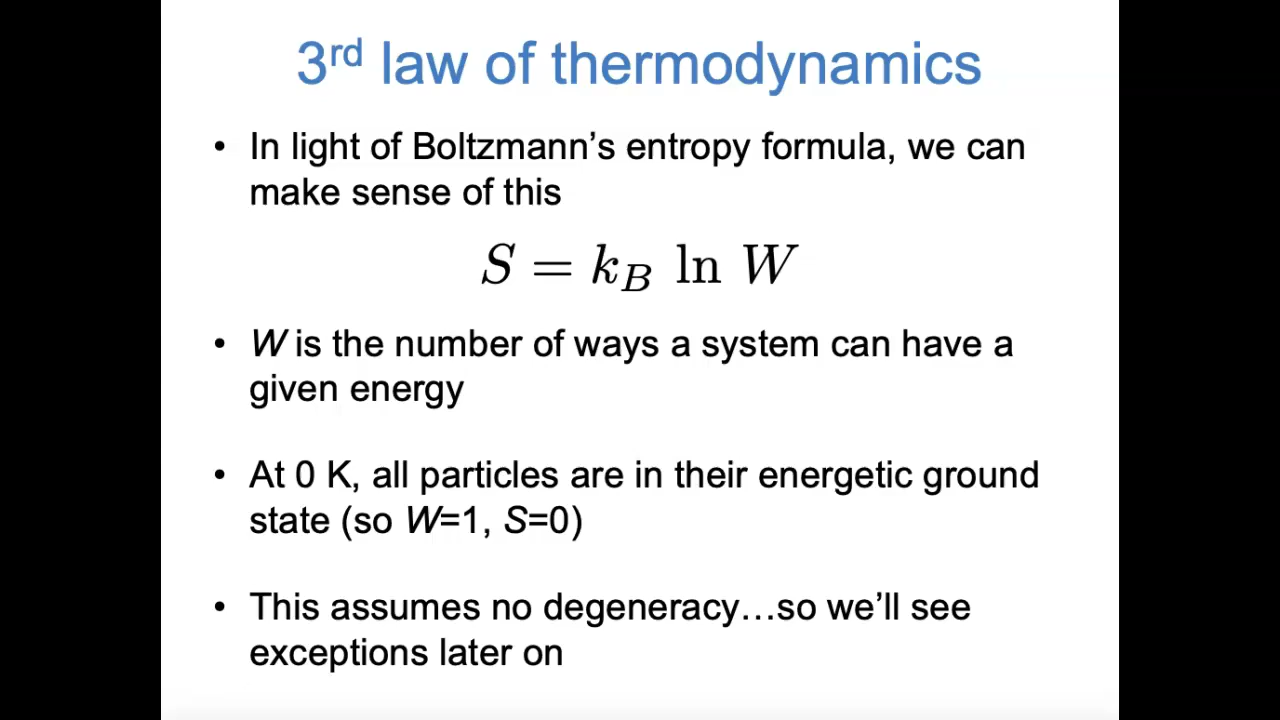 3rd law of thermodynamics
• In light of Boltzmann’s entropy formula, we can
make sense of this
S = k_B ln W
• W is the number of ways a system can have a
given energy
• At 0 K, all particles are in their energetic ground
state (so W=1, S=0)
• This assumes no degeneracy…so we’ll see
exceptions later on